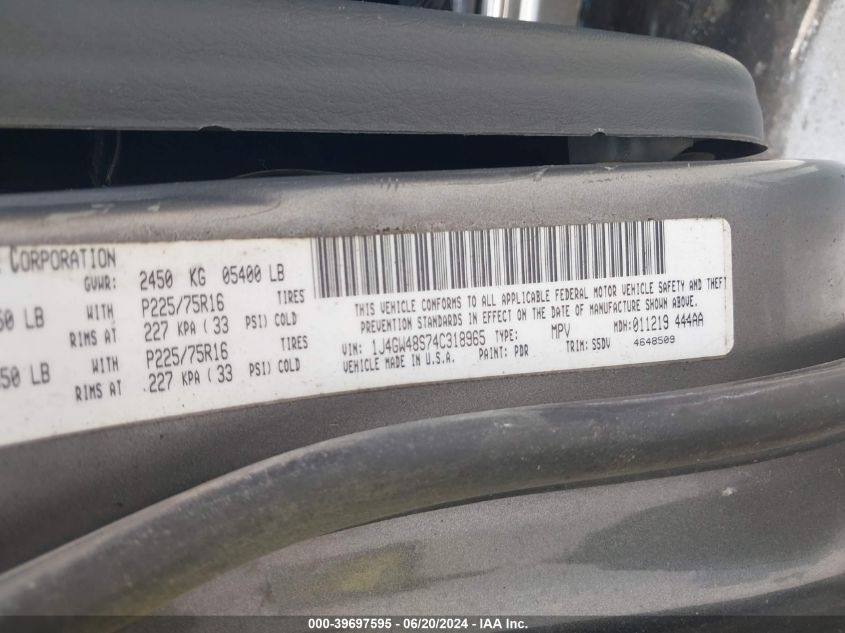 CORPORATION
GVWR: 2450 KG 05400 LB
LB WITH P225/75R16 TIRES
RIMS AT 227 KPA ( 33 PSI) COLD
50 LB WITH P225/75R16 TIRES
RIMS AT 227 KPA ( 33 PSI) COLD
THIS VEHICLE CONFORMS TO ALL APPLICABLE FEDERAL MOTOR VEHICLE SAFETY AND THEFT
PREVENTION STANDARDS IN EFFECT ON THE DATE OF MANUFACTURE SHOWN ABOVE.
VIN: 1J4GW48S74C318965 TYPE: MPV MDH: 011219 444AA
VEHICLE MADE IN U.S.A. PAINT: PDR TRIM: S5DV 4648509
000-39697595 - 06/20/2024 - IAA Inc.